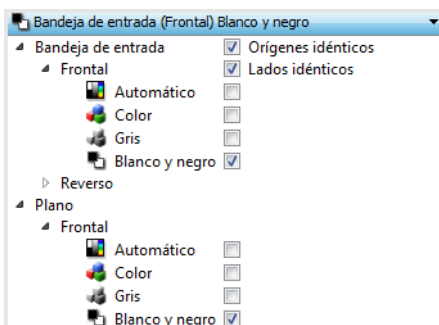 Bandeja de entrada (Frontal) Blanco y negro
Bandeja de entrada Orígenes idénticos
Frontal Lados idénticos
Automático
Color
Gris
Blanco y negro
Reverso
Plano
Frontal
Automático
Color
Gris
Blanco y negro